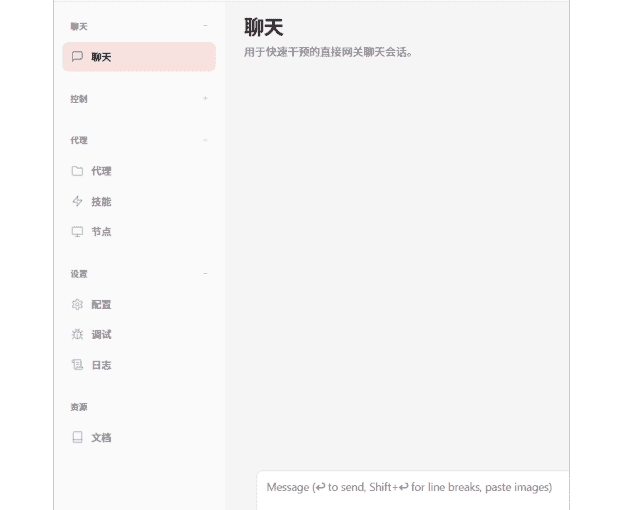 聊天
聊天
控制
代理
代理
技能
节点
设置
配置
调试
日志
资源
文档
聊天
用于快速干预的直接网关聊天会话。
Message (↵ to send, Shift+↵ for line breaks, paste images)